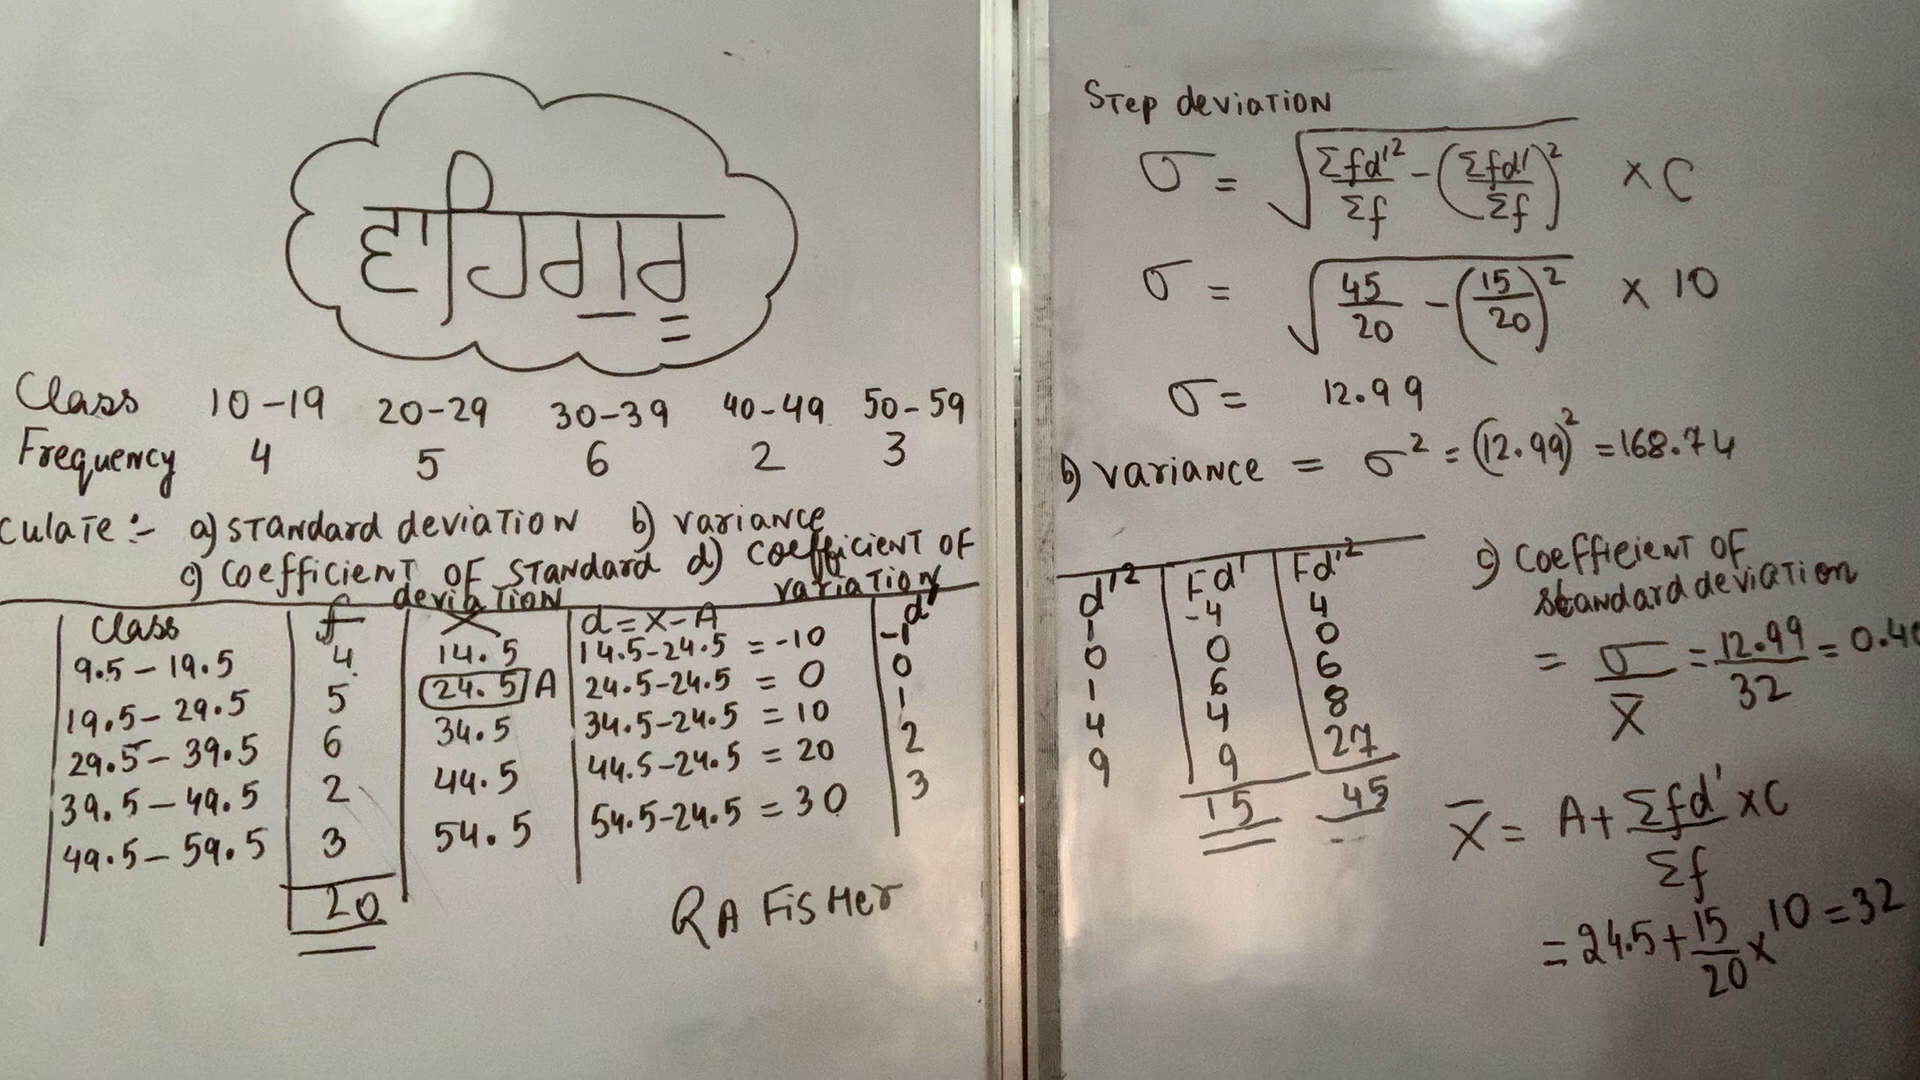 ਵਾਹਿਗੁਰੂ
Class 10-19 20-29 30-39 40-49 50-59
Frequency 4 5 6 2 3
culate:- a) standard deviation b) variance
c) coefficient of standard deviation d) coefficient of variation
Class f X d=X-A d'
9.5-19.5 4 14.5 14.5-24.5 = -10 -1
19.5-29.5 5 24.5 A 24.5-24.5 = 0 0
29.5-39.5 6 34.5 34.5-24.5 = 10 1
39.5-49.5 2 44.5 44.5-24.5 = 20 2
49.5-59.5 3 54.5 54.5-24.5 = 30 3
20
RA Fisher
Step deviation
σ = √(Σfd'²/Σf - (Σfd'/Σf)²) × C
σ = √(45/20 - (15/20)²) × 10
σ = 12.99
b) variance = σ² = (12.99)² = 168.74
d'² Fd' Fd'²
1 -4 4
0 0 0
1 6 6
4 4 8
9 9 27
15 45
c) coefficient of
standard deviation
= σ/X̄ = 12.99/32 = 0.40
X̄ = A + Σfd'/Σf × C
= 24.5 + 15/20 × 10 = 32